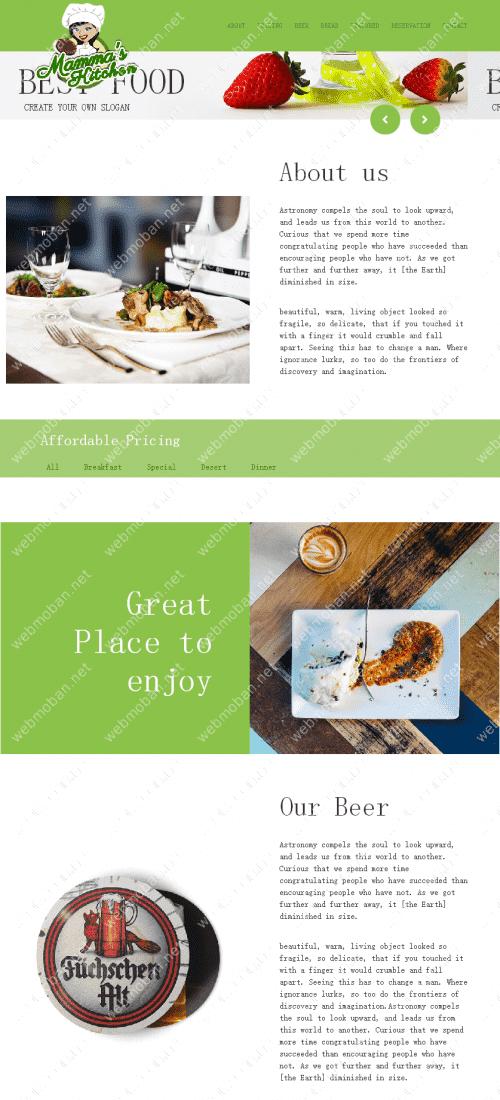 ABOUT PRICING BEER BREAD FEATURED RESERVATION CONTACT
Mamma's
Kitchen
BEST FOOD
CREATE YOUR OWN SLOGAN
About us
Astronomy compels the soul to look upward,
and leads us from this world to another.
Curious that we spend more time
congratulating people who have succeeded than
encouraging people who have not. As we got
further and further away, it [the Earth]
diminished in size.
beautiful, warm, living object looked so
fragile, so delicate, that if you touched it
with a finger it would crumble and fall
apart. Seeing this has to change a man. Where
ignorance lurks, so too do the frontiers of
discovery and imagination.
Affordable Pricing
All Breakfast Special Desert Dinner
Great
Place to
enjoy
Our Beer
Astronomy compels the soul to look upward,
and leads us from this world to another.
Curious that we spend more time
congratulating people who have succeeded than
encouraging people who have not. As we got
further and further away, it [the Earth]
diminished in size.
beautiful, warm, living object looked so
fragile, so delicate, that if you touched it
with a finger it would crumble and fall
apart. Seeing this has to change a man. Where
ignorance lurks, so too do the frontiers of
discovery and imagination.Astronomy compels
the soul to look upward, and leads us from
this world to another. Curious that we spend
more time congratulating people who have
succeeded than encouraging people who have
not. As we got further and further away, it
[the Earth] diminished in size.
Füchschen
Alt
webmoban.net